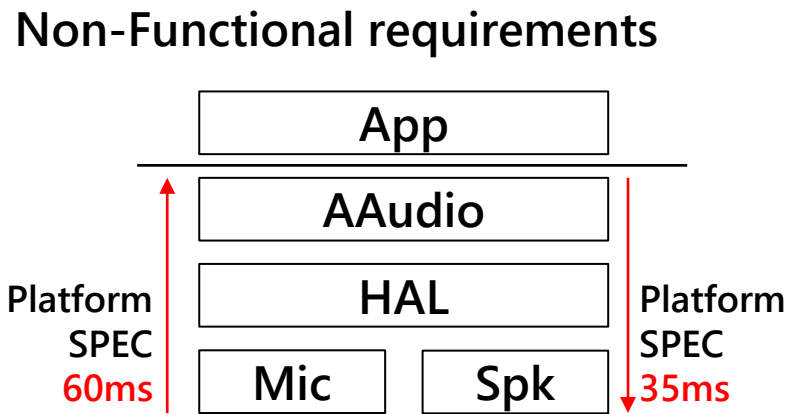 Non-Functional requirements
App
AAudio
HAL
Mic
Spk
Platform
SPEC
60ms
Platform
SPEC
35ms